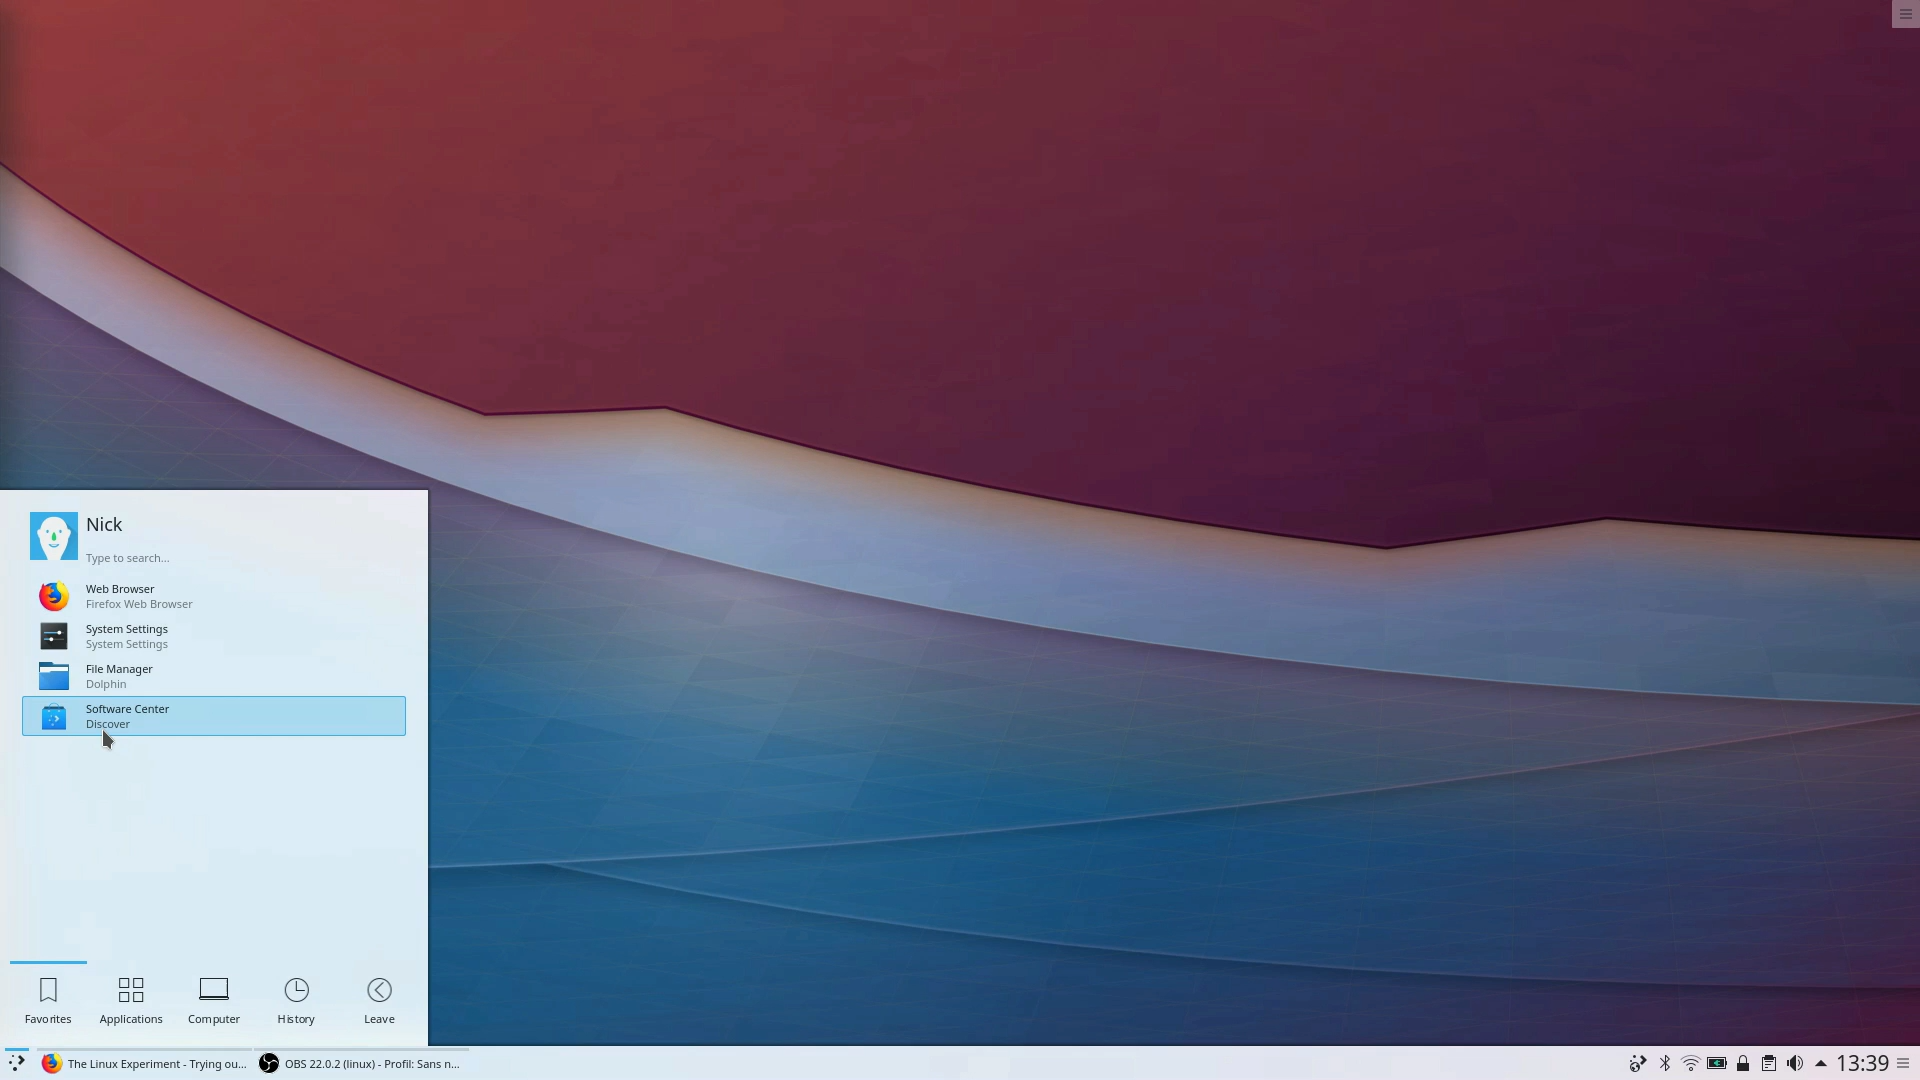 Nick
Type to search...
Web Browser
Firefox Web Browser
System Settings
System Settings
File Manager
Dolphin
Software Center
Discover
Favorites
Applications
Computer
History
Leave
The Linux Experiment - Trying ou...
OBS 22.0.2 (linux) - Profil: Sans n...
13:39